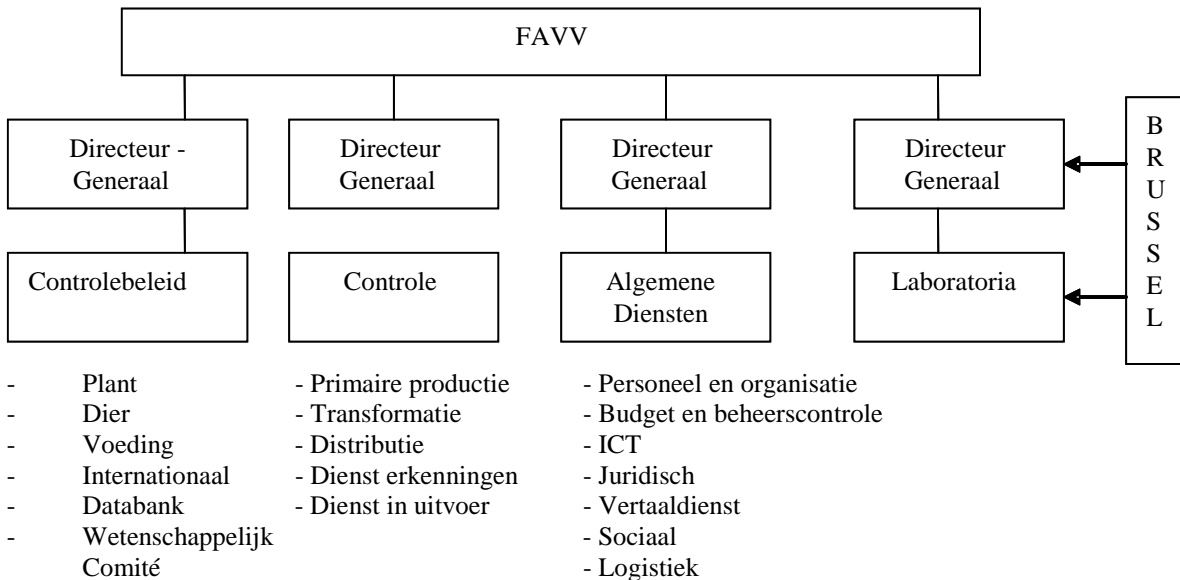 FAVV
Directeur -
Generaal
Directeur
Generaal
Directeur
Generaal
Directeur
Generaal
B
R
U
S
S
E
L
Controlebeleid
Controle
Algemene
Diensten
Laboratoria
- Plant
- Dier
- Voeding
- Internationaal
- Databank
- Wetenschappelijk
Comité
- Primaire productie
- Transformatie
- Distributie
- Dienst erkenningen
- Dienst in uitvoer
- Personeel en organisatie
- Budget en beheerscontrole
- ICT
- Juridisch
- Vertaaldienst
- Sociaal
- Logistiek